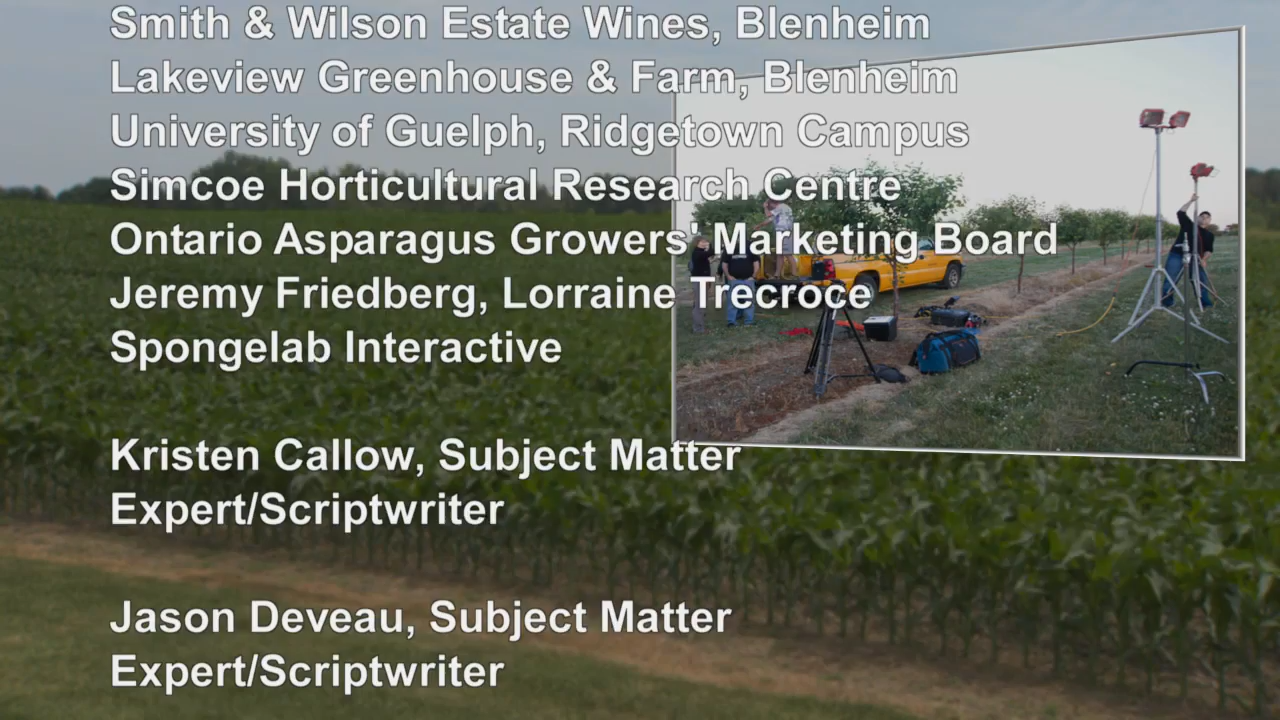 Smith & Wilson Estate Wines, Blenheim
Lakeview Greenhouse & Farm, Blenheim
University of Guelph, Ridgetown Campus
Simcoe Horticultural Research Centre
Ontario Asparagus Growers' Marketing Board
Jeremy Friedberg, Lorraine Trecroce
Spongelab Interactive
Kristen Callow, Subject Matter
Expert/Scriptwriter
Jason Deveau, Subject Matter
Expert/Scriptwriter